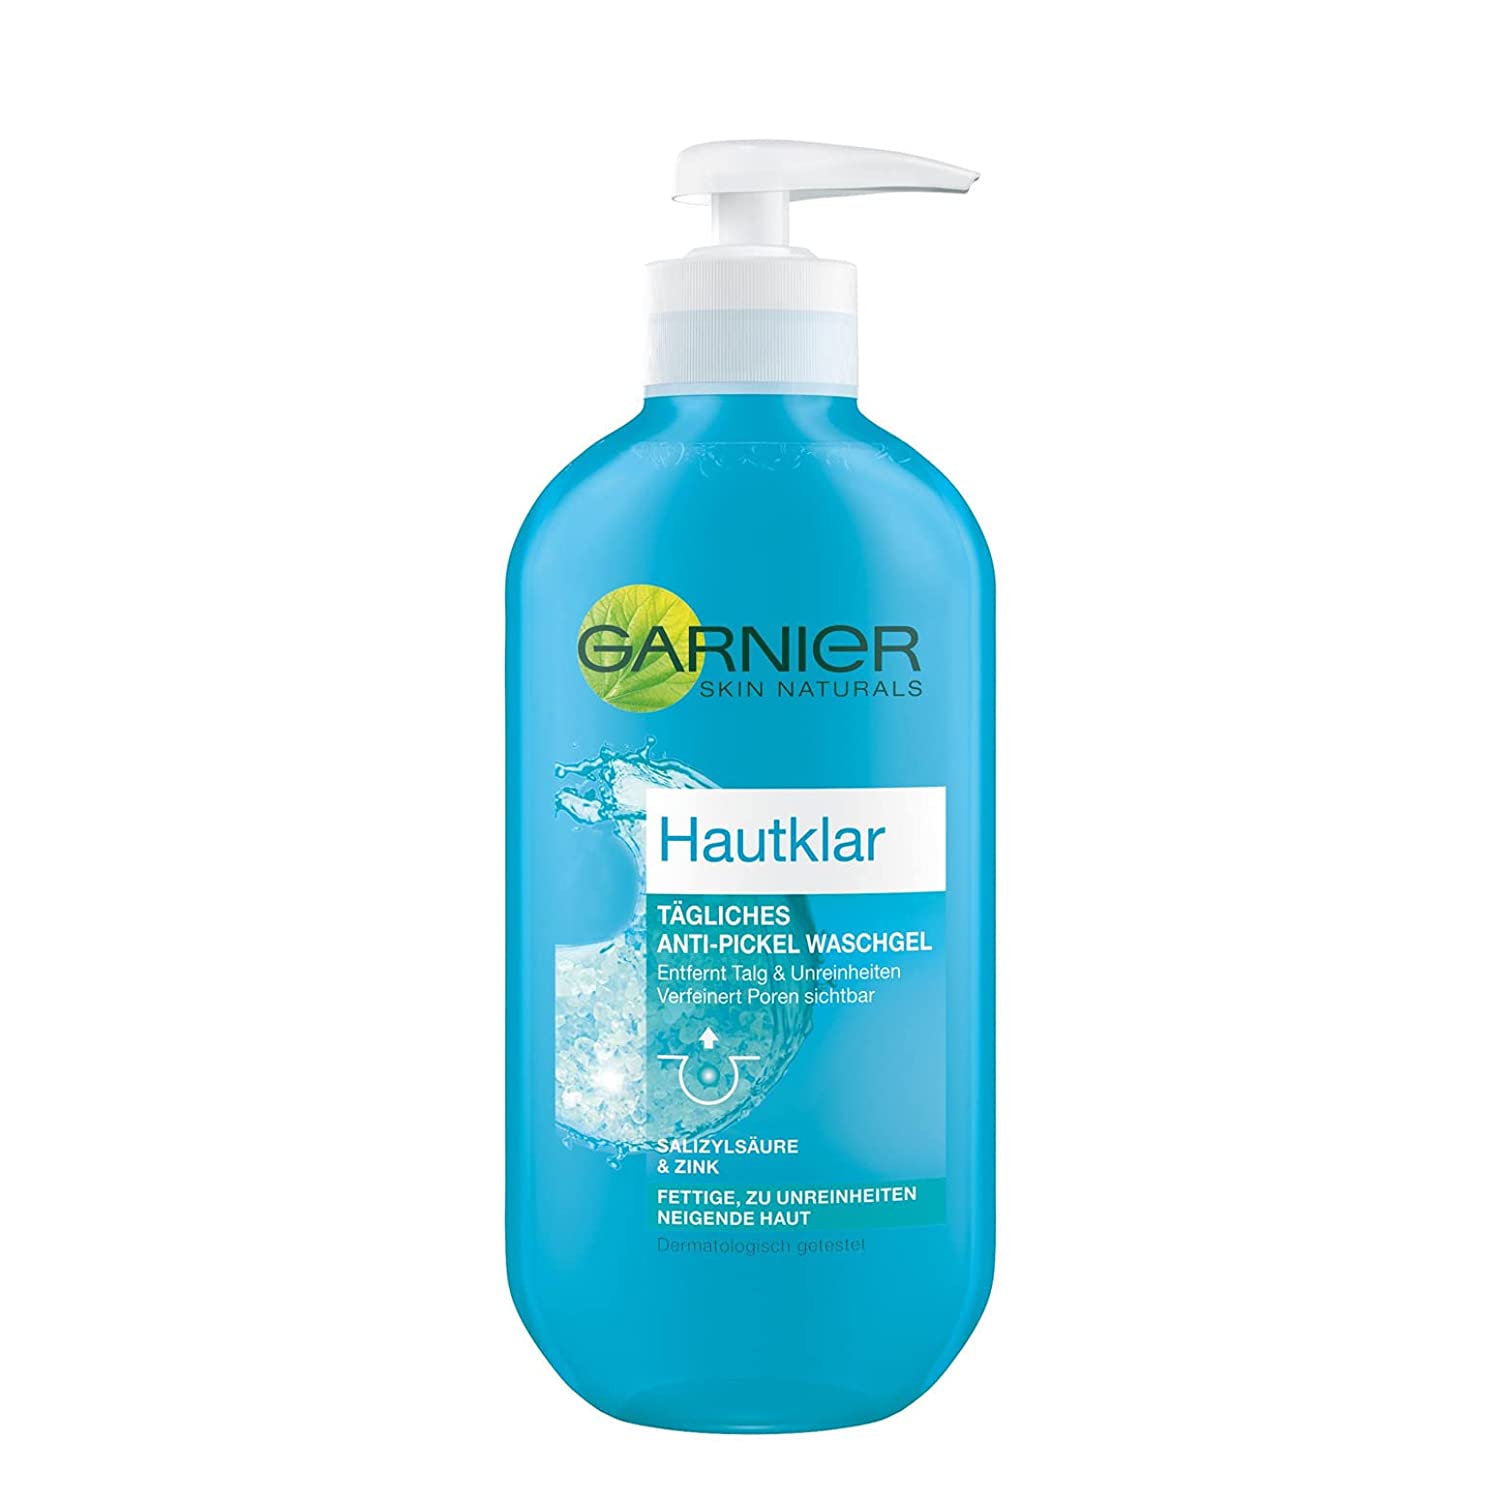 GARNIER
SKIN NATURALS
Hautklar
TÄGLICHES
ANTI-PICKEL WASCHGEL
Entfernt Talg & Unreinheiten
Verfeinert Poren sichtbar
SALIZYLSÄURE
& ZINK
FETTIGE, ZU UNREINHEITEN
NEIGENDE HAUT
Dermatologisch getestet